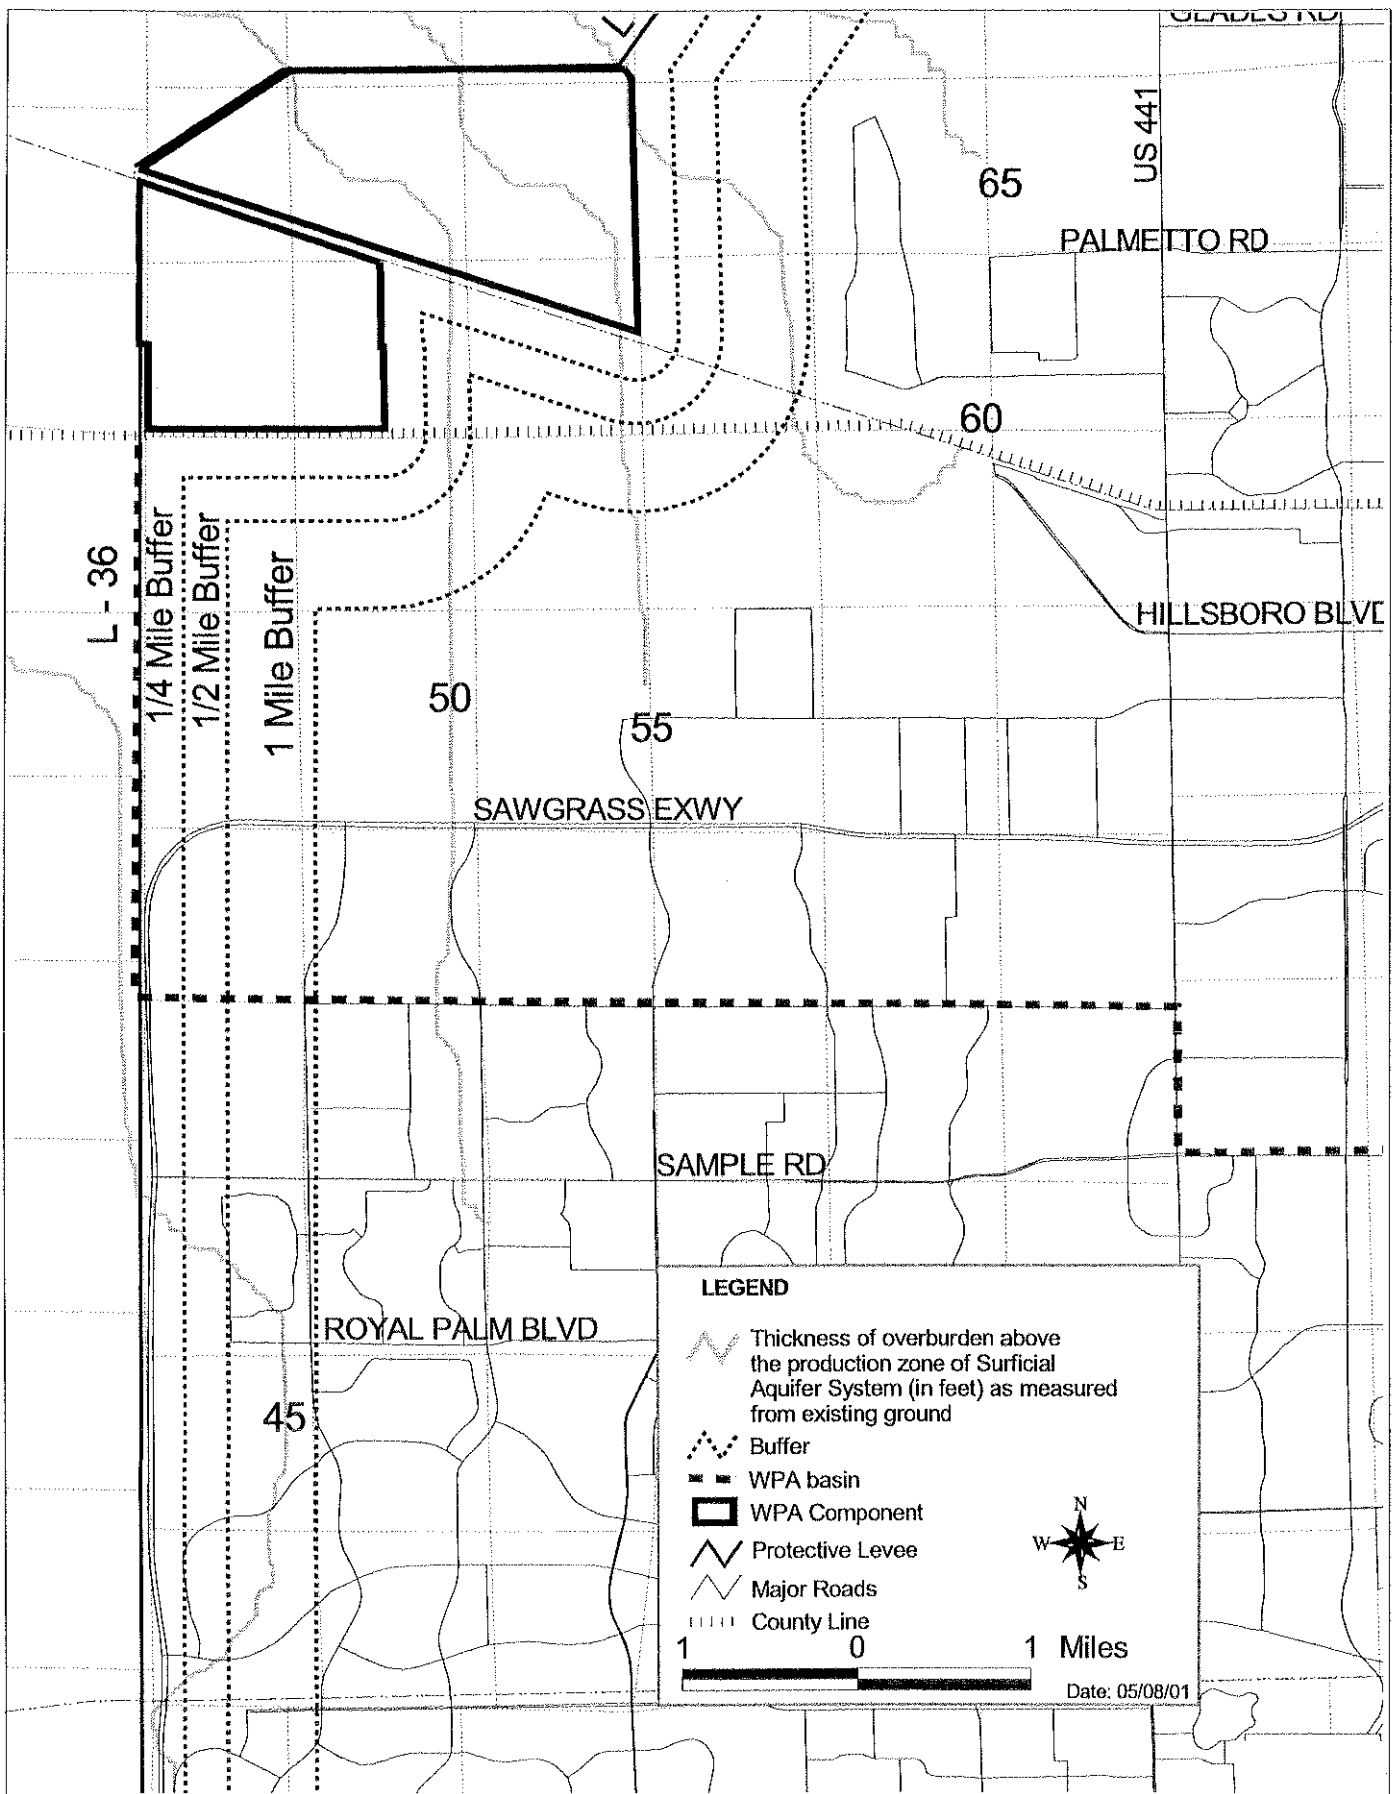 GLADES RD
L
US 441
65
PALMETTO RD
60
L - 36
1/4 Mile Buffer
1/2 Mile Buffer
1 Mile Buffer
HILLSBORO BLVD
50
55
SAWGRASS EXWY
SAMPLE RD
ROYAL PALM BLVD
45
LEGEND
Thickness of overburden above
the production zone of Surficial
Aquifer System (in feet) as measured
from existing ground
Buffer
WPA basin
WPA Component
Protective Levee
Major Roads
County Line
N
W E
S
1 0 1 Miles
Date: 05/08/01